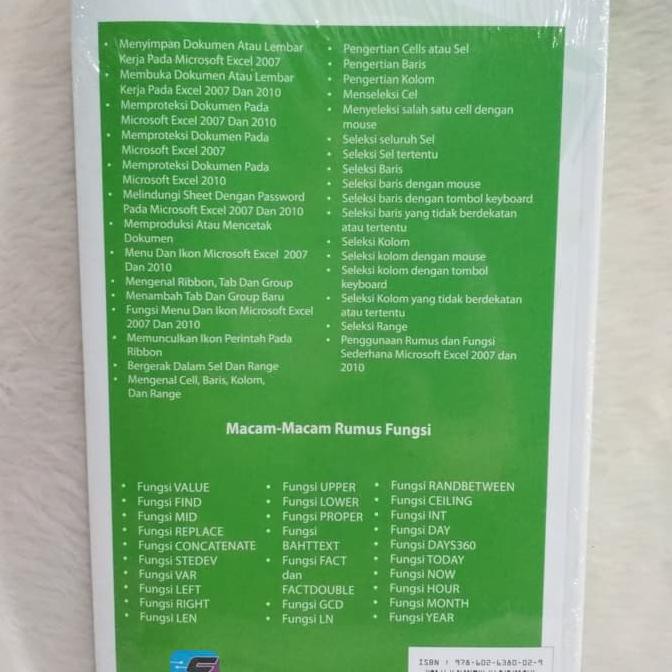 • Menyimpan Dokumen Atau Lembar
Kerja Pada Microsoft Excel 2007
• Membuka Dokumen Atau Lembar
Kerja Pada Excel 2007 Dan 2010
• Memproteksi Dokumen Pada
Microsoft Excel 2007 Dan 2010
• Memproteksi Dokumen Pada
Microsoft Excel 2007
• Memproteksi Dokumen Pada
Microsoft Excel 2010
• Melindungi Sheet Dengan Password
Pada Microsoft Excel 2007 Dan 2010
• Memproduksi Atau Mencetak
Dokumen
• Menu Dan Ikon Microsoft Excel 2007
Dan 2010
• Mengenal Ribbon, Tab Dan Group
• Menambah Tab Dan Group Baru
• Fungsi Menu Dan Ikon Microsoft Excel
2007 Dan 2010
• Memunculkan Ikon Perintah Pada
Ribbon
• Bergerak Dalam Sel Dan Range
• Mengenal Cell, Baris, Kolom,
Dan Range
• Pengertian Cells atau Sel
• Pengertian Baris
• Pengertian Kolom
• Menseleksi Cel
• Menyeleksi salah satu cell dengan
mouse
• Seleksi seluruh Sel
• Seleksi Sel tertentu
• Seleksi Baris
• Seleksi baris dengan mouse
• Seleksi baris dengan tombol keyboard
• Seleksi baris yang tidak berdekatan
atau tertentu
• Seleksi Kolom
• Seleksi kolom dengan mouse
• Seleksi kolom dengan tombol
keyboard
• Seleksi Kolom yang tidak berdekatan
atau tertentu
• Seleksi Range
• Penggunaan Rumus dan Fungsi
Sederhana Microsoft Excel 2007 dan
2010
Macam-Macam Rumus Fungsi
• Fungsi VALUE
• Fungsi FIND
• Fungsi MID
• Fungsi REPLACE
• Fungsi CONCATENATE
• Fungsi STEDEV
• Fungsi VAR
• Fungsi LEFT
• Fungsi RIGHT
• Fungsi LEN
• Fungsi UPPER
• Fungsi LOWER
• Fungsi PROPER
• Fungsi
BAHTTEXT
• Fungsi FACT
dan
FACTDOUBLE
• Fungsi GCD
• Fungsi LN
• Fungsi RANDBETWEEN
• Fungsi CEILING
• Fungsi INT
• Fungsi DAY
• Fungsi DAYS360
• Fungsi TODAY
• Fungsi NOW
• Fungsi HOUR
• Fungsi MONTH
• Fungsi YEAR
ISBN : 978-602-6380-02-9